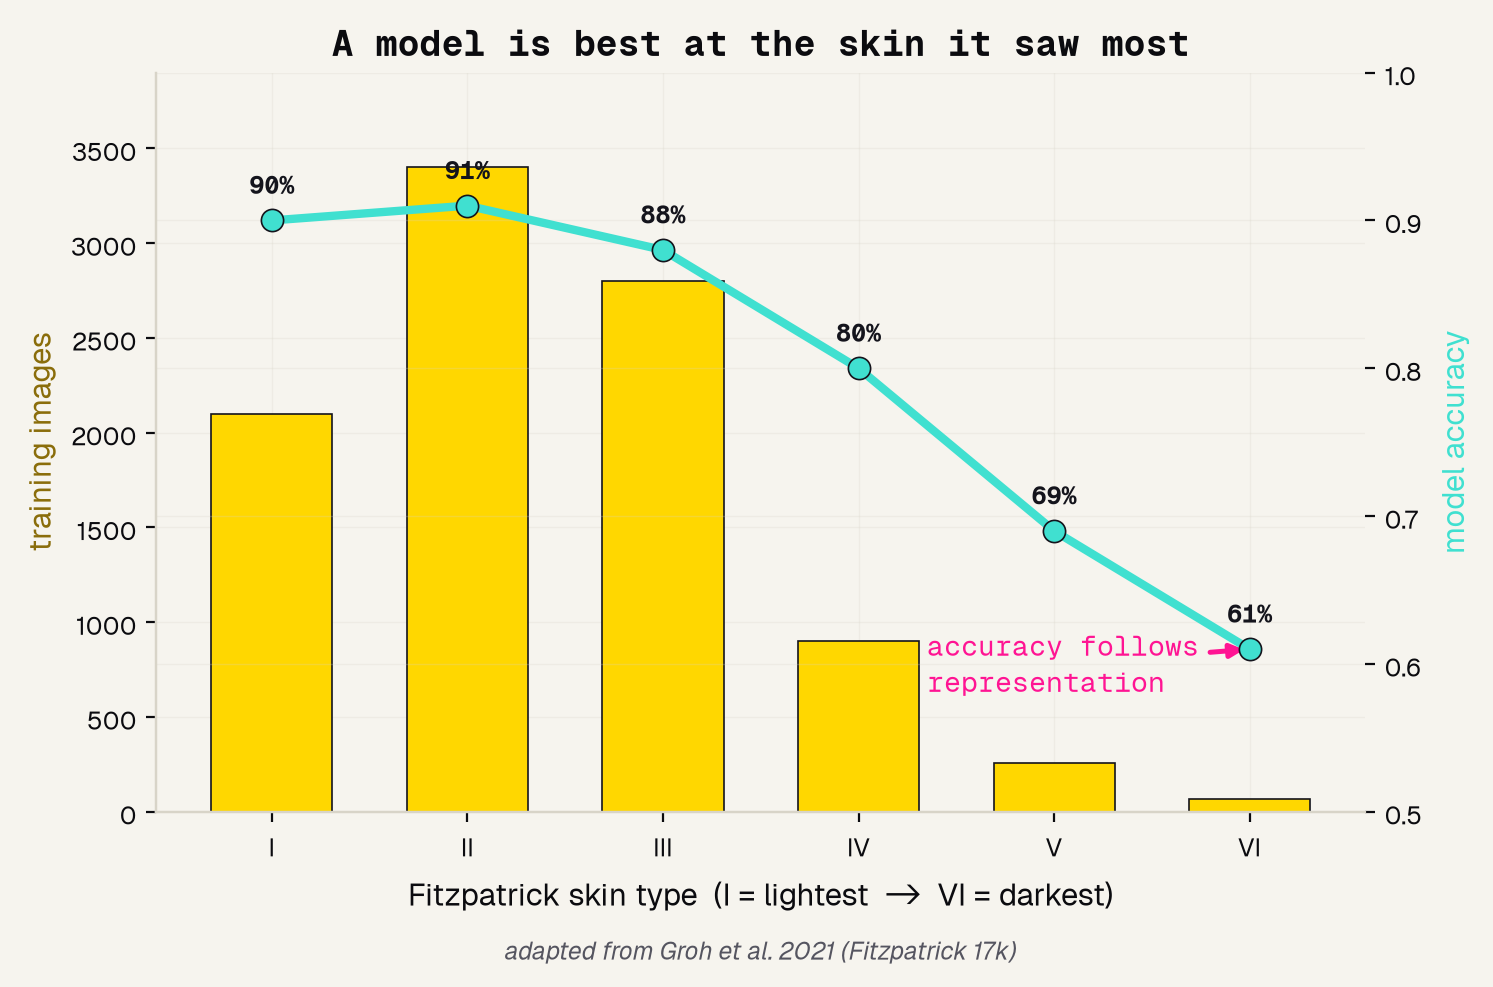 A model is best at the skin it saw most
training images
3500
3000
2500
2000
1500
1000
500
0
1.0
0.9
0.8
0.7
0.6
0.5
model accuracy
90%
91%
88%
80%
69%
61%
accuracy follows
representation
I
II
III
IV
V
VI
Fitzpatrick skin type (I = lightest → VI = darkest)
adapted from Groh et al. 2021 (Fitzpatrick 17k)